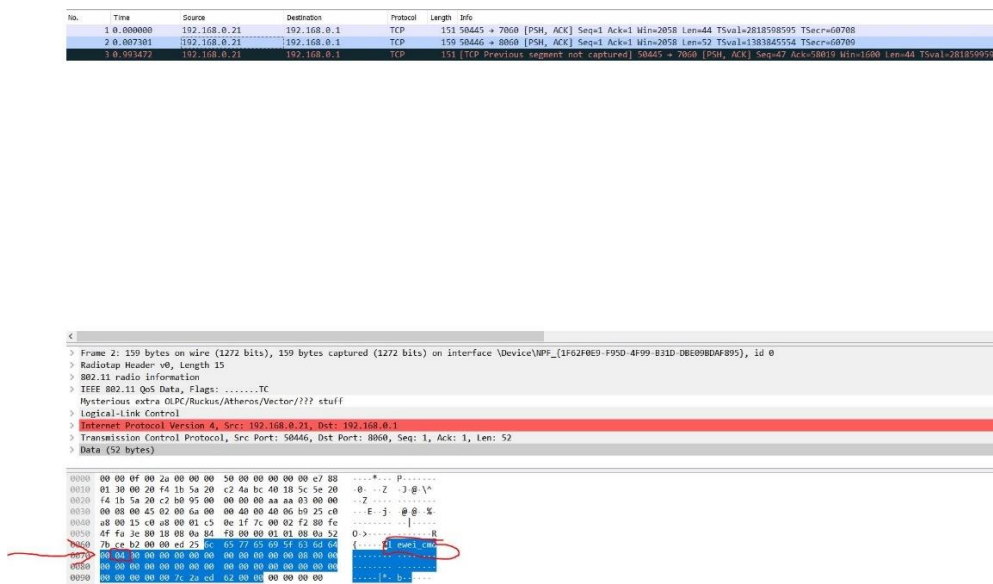 No. Time Source Destination Protocol Length Info
1 0.000000 192.168.0.21 192.168.0.1 TCP 151 50445 → 7060 [PSH, ACK] Seq=1 Ack=1 Win=2058 Len=44 TSval=2818598595 TSecr=60708
2 0.007301 192.168.0.21 192.168.0.1 TCP 159 50446 → 8060 [PSH, ACK] Seq=1 Ack=1 Win=2058 Len=52 TSval=1383845554 TSecr=60709
3 0.993472 192.168.0.21 192.168.0.1 TCP 151 [TCP Previous segment not captured] 50445 → 7060 [PSH, ACK] Seq=47 Ack=58019 Win=1600 Len=44 TSval=281859959
> Frame 2: 159 bytes on wire (1272 bits), 159 bytes captured (1272 bits) on interface \Device\NPF_{1F62F0E9-F95D-4F99-B31D-DBE09BDAF895}, id 0
> Radiotap Header v0, Length 15
> 802.11 radio information
> IEEE 802.11 QoS Data, Flags: .......TC
Mysterious extra OLPC/Ruckus/Atheros/Vector/??? stuff
> Logical-Link Control
> Internet Protocol Version 4, Src: 192.168.0.21, Dst: 192.168.0.1
> Transmission Control Protocol, Src Port: 50446, Dst Port: 8060, Seq: 1, Ack: 1, Len: 52
> Data (52 bytes)
0000 00 00 0f 00 2a 00 00 00 50 00 00 00 00 00 e7 88 ····*··· P·······
0010 01 30 00 20 f4 1b 5a 20 c2 4a bc 40 18 5c 5e 20 ·0· ··Z ·J·@·\^
0020 f4 1b 5a 20 c2 b0 95 00 00 00 00 aa aa 03 00 00 ··Z ···· ········
0030 00 08 00 45 02 00 6a 00 00 40 00 40 06 b9 25 c0 ···E··j· ·@·@··%·
0040 a8 00 15 c0 a8 00 01 c5 0e 1f 7c 00 02 f2 80 fe ········ ··|·····
0050 4f fa 3e 80 18 08 0a 84 f8 00 00 01 01 08 0a 52 O·>····· ·······R
0060 7b ce b2 00 00 ed 25 6c 65 77 65 69 5f 63 6d 64 {·····%l ewei_cmd
0070 00 04 00 00 00 00 00 00 00 00 00 00 00 08 00 00 ········ ········
0080 00 00 00 00 00 00 00 00 00 00 00 00 00 00 00 00 ········ ········
0090 00 00 00 00 00 7c 2a ed 62 00 00 00 00 00 00 ·····|*· b······